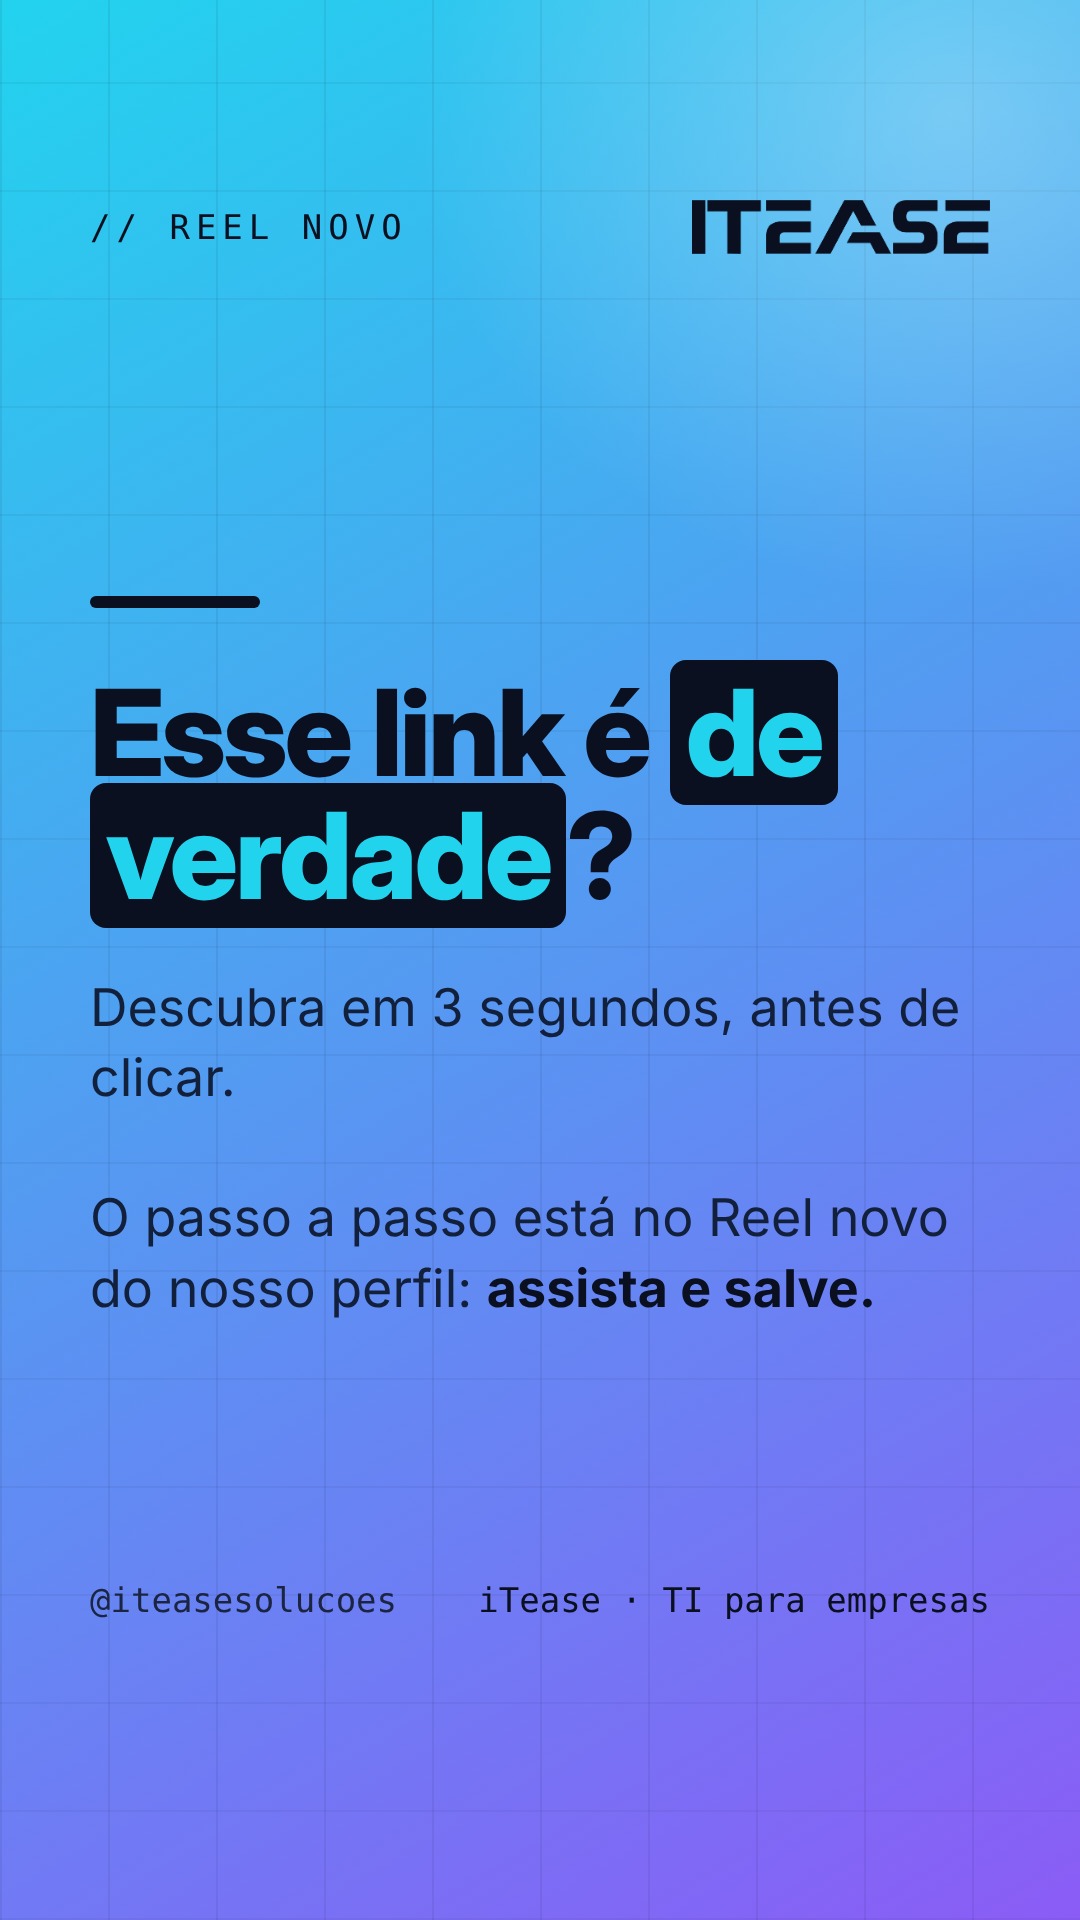 // REEL NOVO
ITEASE
Esse link é de
verdade?
Descubra em 3 segundos, antes de
clicar.
O passo a passo está no Reel novo
do nosso perfil: assista e salve.
@iteasesolucoes
iTease · TI para empresas